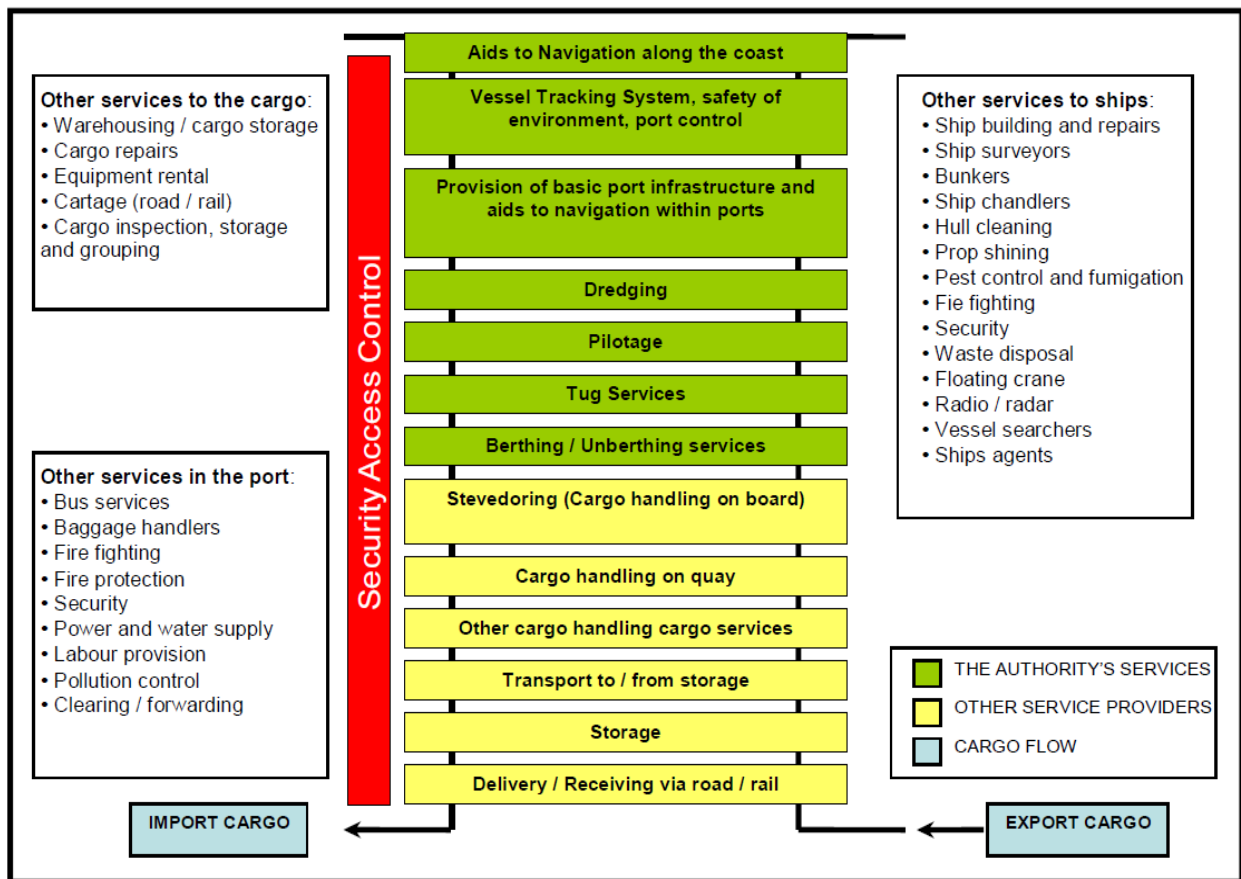 Aids to Navigation along the coast
Vessel Tracking System, safety of
environment, port control
Provision of basic port infrastructure and
aids to navigation within ports
Dredging
Pilotage
Tug Services
Berthing / Unberthing services
Stevedoring (Cargo handling on board)
Cargo handling on quay
Other cargo handling cargo services
Transport to / from storage
Storage
Delivery / Receiving via road / rail
Security Access Control
Other services to the cargo:
• Warehousing / cargo storage
• Cargo repairs
• Equipment rental
• Cartage (road / rail)
• Cargo inspection, storage
and grouping
Other services in the port:
• Bus services
• Baggage handlers
• Fire fighting
• Fire protection
• Security
• Power and water supply
• Labour provision
• Pollution control
• Clearing / forwarding
Other services to ships:
• Ship building and repairs
• Ship surveyors
• Bunkers
• Ship chandlers
• Hull cleaning
• Prop shining
• Pest control and fumigation
• Fie fighting
• Security
• Waste disposal
• Floating crane
• Radio / radar
• Vessel searchers
• Ships agents
THE AUTHORITY'S SERVICES
OTHER SERVICE PROVIDERS
CARGO FLOW
IMPORT CARGO
EXPORT CARGO